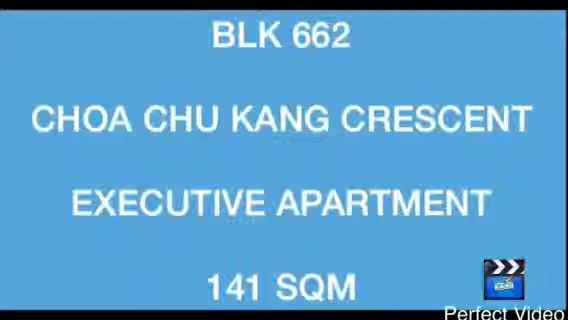 BLK 662
CHOA CHU KANG CRESCENT
EXECUTIVE APARTMENT
141 SQM
Perfect Video